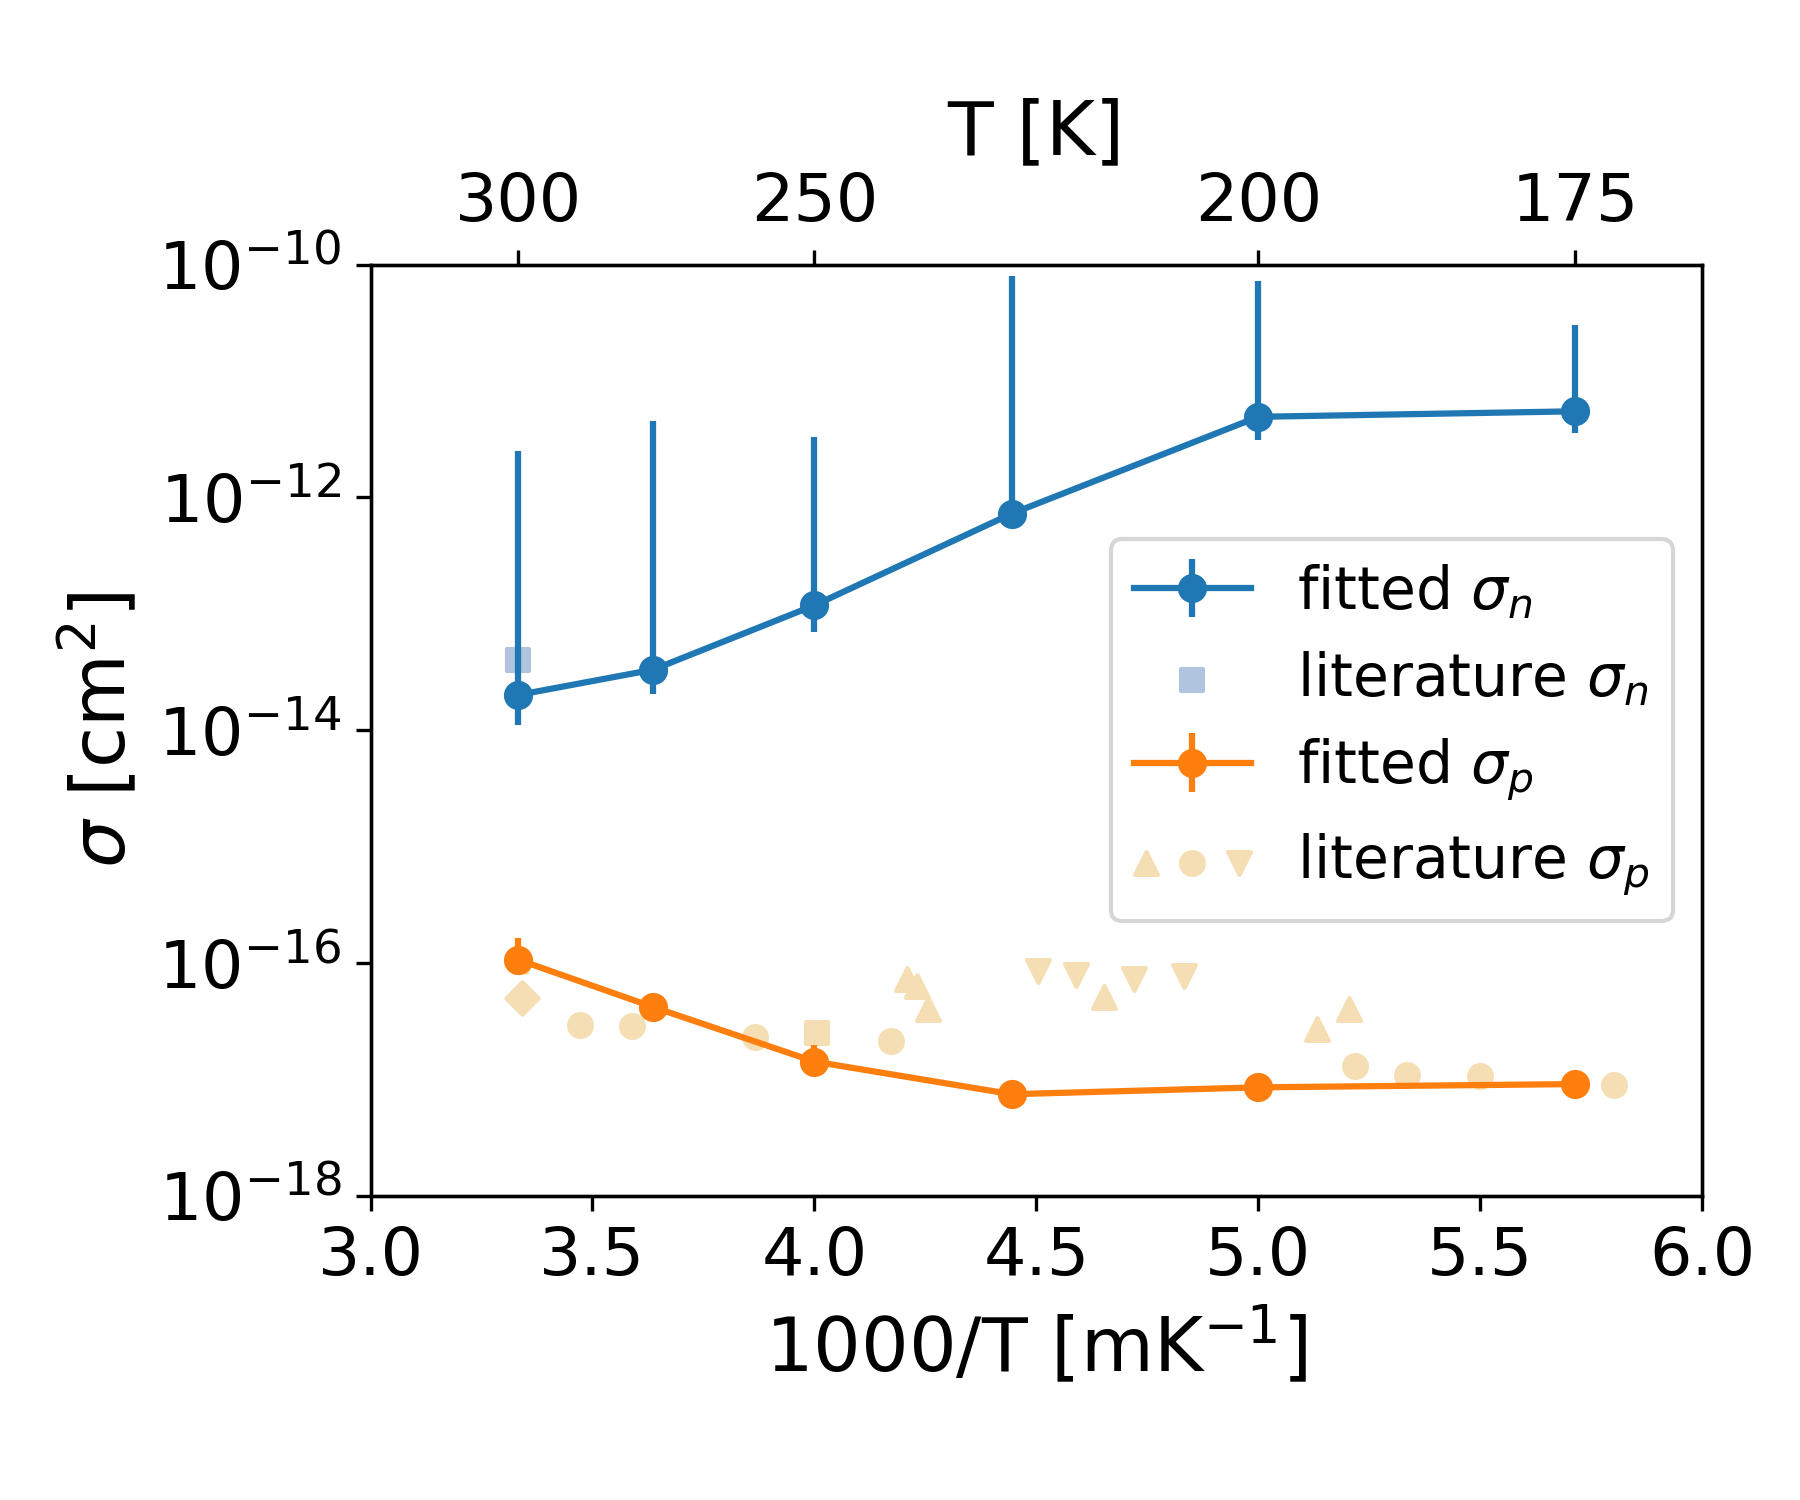 T [K]
300 250 200 175
10⁻¹⁰
10⁻¹²
10⁻¹⁴
10⁻¹⁶
10⁻¹⁸
σ [cm²]
fitted σₙ
literature σₙ
fitted σₚ
literature σₚ
3.0 3.5 4.0 4.5 5.0 5.5 6.0
1000/T [mK⁻¹]